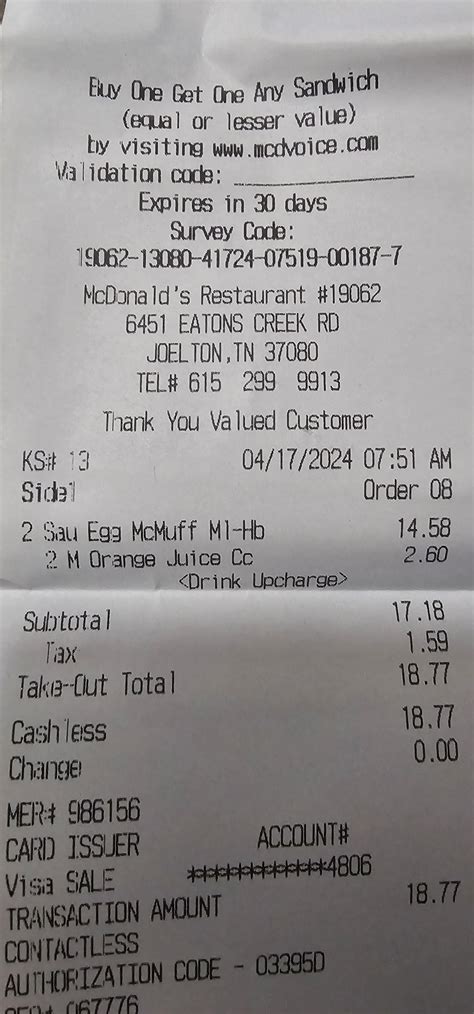 Buy One Get One Any Sandwich
(equal or lesser value)
by visiting www.mcdvoice.com
Validation code: ____________
Expires in 30 days
Survey Code:
19062-13080-41724-07519-00187-7
McDonald's Restaurant #19062
6451 EATONS CREEK RD
JOELTON,TN 37080
TEL# 615 299 9913
Thank You Valued Customer
KS# 13 04/17/2024 07:51 AM
Side1 Order 08
2 Sau Egg McMuff Ml-Hb 14.58
2 M Orange Juice Cc 2.60
<Drink Upcharge>
Subtotal 17.18
Tax 1.59
Take-Out Total 18.77
Cashless 18.77
Change 0.00
MER# 986156
CARD ISSUER ACCOUNT#
Visa SALE ************4806
TRANSACTION AMOUNT 18.77
CONTACTLESS
AUTHORIZATION CODE - 03395D
067776